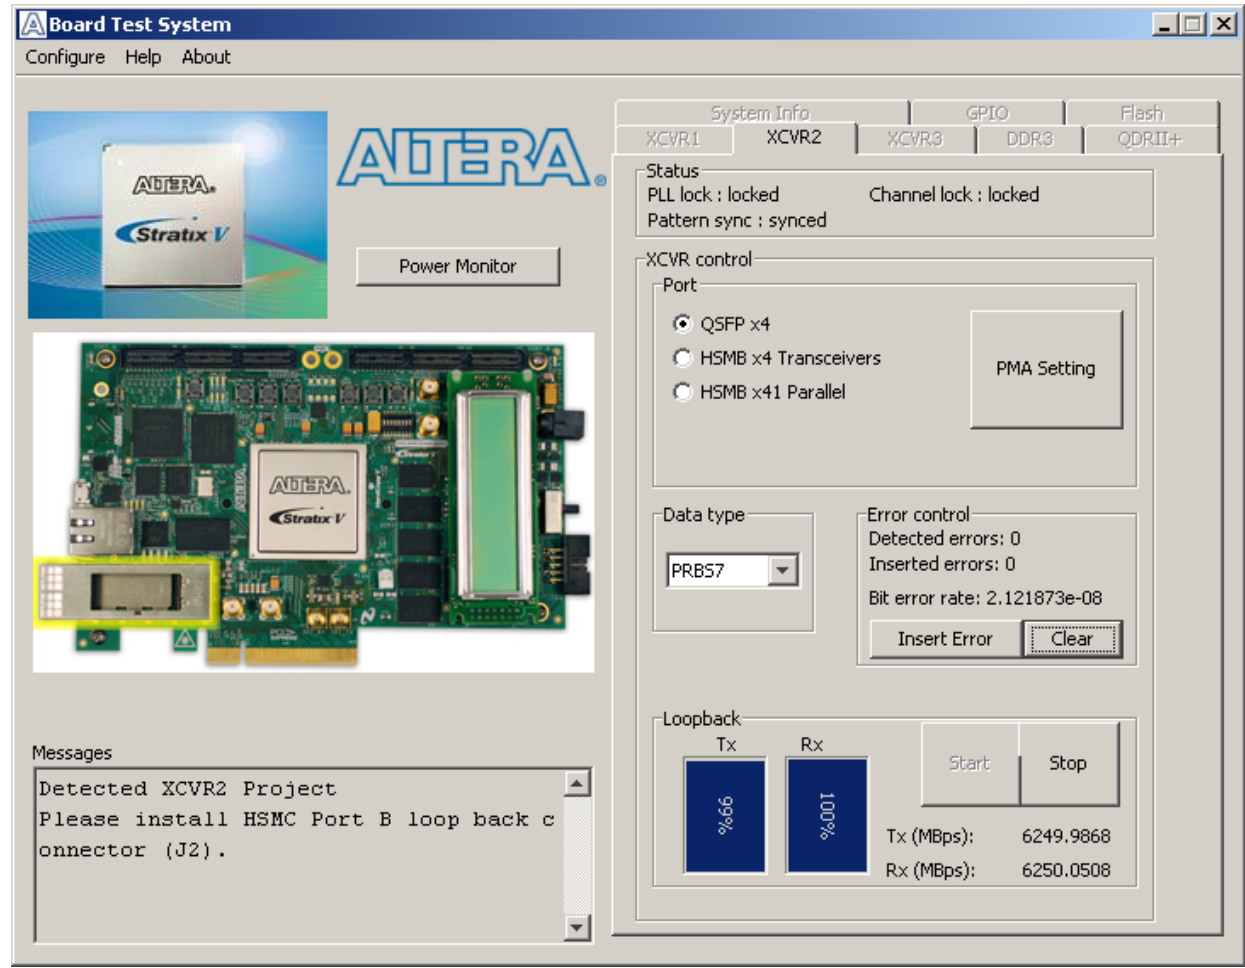 Board Test System
Configure Help About
ALTERA®
Stratix V
ALTERA®
Power Monitor
ALTERA®
Stratix V
Messages
Detected XCVR2 Project
Please install HSMC Port B loop back c
onnector (J2).
System Info GPIO Flash
XCVR1 XCVR2 XCVR3 DDR3 QDRII+
Status
PLL lock : locked Channel lock : locked
Pattern sync : synced
XCVR control
Port
QSFP x4
HSMB x4 Transceivers
HSMB x41 Parallel
PMA Setting
Data type
PRBS7
Error control
Detected errors: 0
Inserted errors: 0
Bit error rate: 2.121873e-08
Insert Error Clear
Loopback
Tx Rx
99% 100%
Start Stop
Tx (MBps): 6249.9868
Rx (MBps): 6250.0508